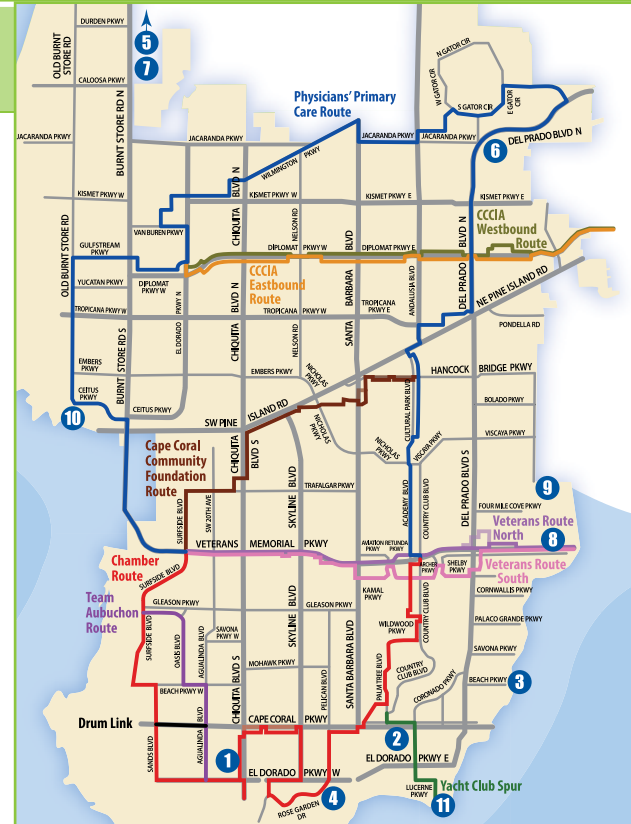 DURDEN PKWY
5
7
OLD BURNT
STORE RD
CALOOSA PKWY
BURNT STORE RD N
N GATOR CIR
W GATOR CIR
S GATOR CIR
E GATOR
CIR
Physicians' Primary
Care Route
JACARANDA PKWY
JACARANDA PKWY
JACARANDA PKWY
JACARANDA PKWY
6
DEL PRADO BLVD N
WILMINGTON PKWY
KISMET PKWY W
KISMET PKWY W
KISMET PKWY E
KISMET PKWY E
CHIQUITA BLVD N
NELSON RD
VAN BUREN PKWY
OLD BURNT STORE RD
GULFSTREAM
PKWY
DIPLOMAT PKWY W
DIPLOMAT PKWY E
CCCIA
Westbound
Route
DEL PRADO BLVD N
CCCIA
Eastbound
Route
YUCATAN PKWY
DIPLOMAT
PKWY W
EL DORADO PKWY N
CHIQUITA BLVD N
NELSON RD
SANTA BARBARA BLVD
ANDALUSIA BLVD
NE PINE ISLAND RD
TROPICANA PKWY W
TROPICANA PKWY W
TROPICANA
PKWY E
PONDELLA RD
BURNT STORE RD S
EMBERS
PKWY
EMBERS PKWY
NICHOLAS
PKWY
HANCOCK BRIDGE PKWY
CEITUS
PKWY
CEITUS PKWY
10
SW PINE ISLAND RD
NICHOLAS
PKWY
CULTURAL PARK BLVD
BOLADO PKWY
VISCAYA PKWY
VISCAYA PKWY
NICHOLAS
PKWY
Cape Coral
Community
Foundation
Route
CHIQUITA
BLVD S
SKYLINE BLVD
TRAFALGAR PKWY
ACADEMY BLVD
COUNTRY CLUB BLVD
DEL PRADO BLVD S
9
SURFSIDE BLVD
SW 20TH AVE
FOUR MILE COVE PKWY
Veterans Route
North
8
VETERANS MEMORIAL PKWY
AVIATION
PKWY
RETUNDA
PKWY
ARCHER
PKWY
SHELBY
PKWY
Veterans Route
South
Chamber
Route
SURFSIDE BLVD
KAMAL
PKWY
CORNWALLIS PKWY
Team
Aubuchon
Route
GLEASON PKWY
GLEASON PKWY
SKYLINE BLVD
COUNTRY CLUB BLVD
PALACO GRANDE PKWY
SURFSIDE BLVD
OASIS BLVD
AGUALINDA BLVD
SAVONA
PKWY W
WILDWOOD
PKWY
SANTA BARBARA BLVD
SAVONA PKWY
MOHAWK PKWY
PELICAN BLVD
PALM TREE BLVD
COUNTRY
CLUB BLVD
CORONADO PKWY
BEACH PKWY
3
BEACH PKWY W
CHIQUITA BLVD S
Drum Link
CAPE CORAL PKWY
SANDS BLVD
AGUALINDA BLVD
1
2
EL DORADO PKWY W
EL DORADO PKWY E
ROSE GARDEN
DR
4
LUCERNE
PKWY
11
Yacht Club Spur